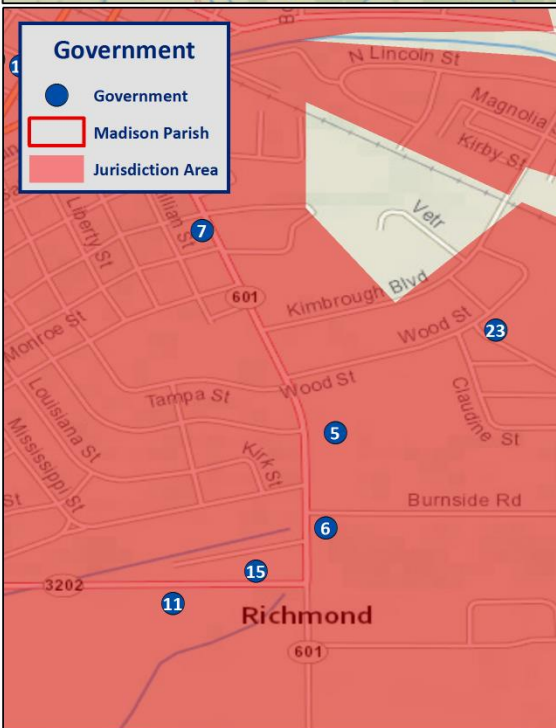 Government
Government
Madison Parish
Jurisdiction Area
1
N Lincoln St
Magnolia
Kirby St
Vetr
Liberty St
7
601
Kimbrough Blvd
Wood St
23
Monroe St
Wood St
Tampa St
Louisiana St
Claudine St
5
Mississippi St
Kirk St
St
Burnside Rd
6
15
3202
11
Richmond
601